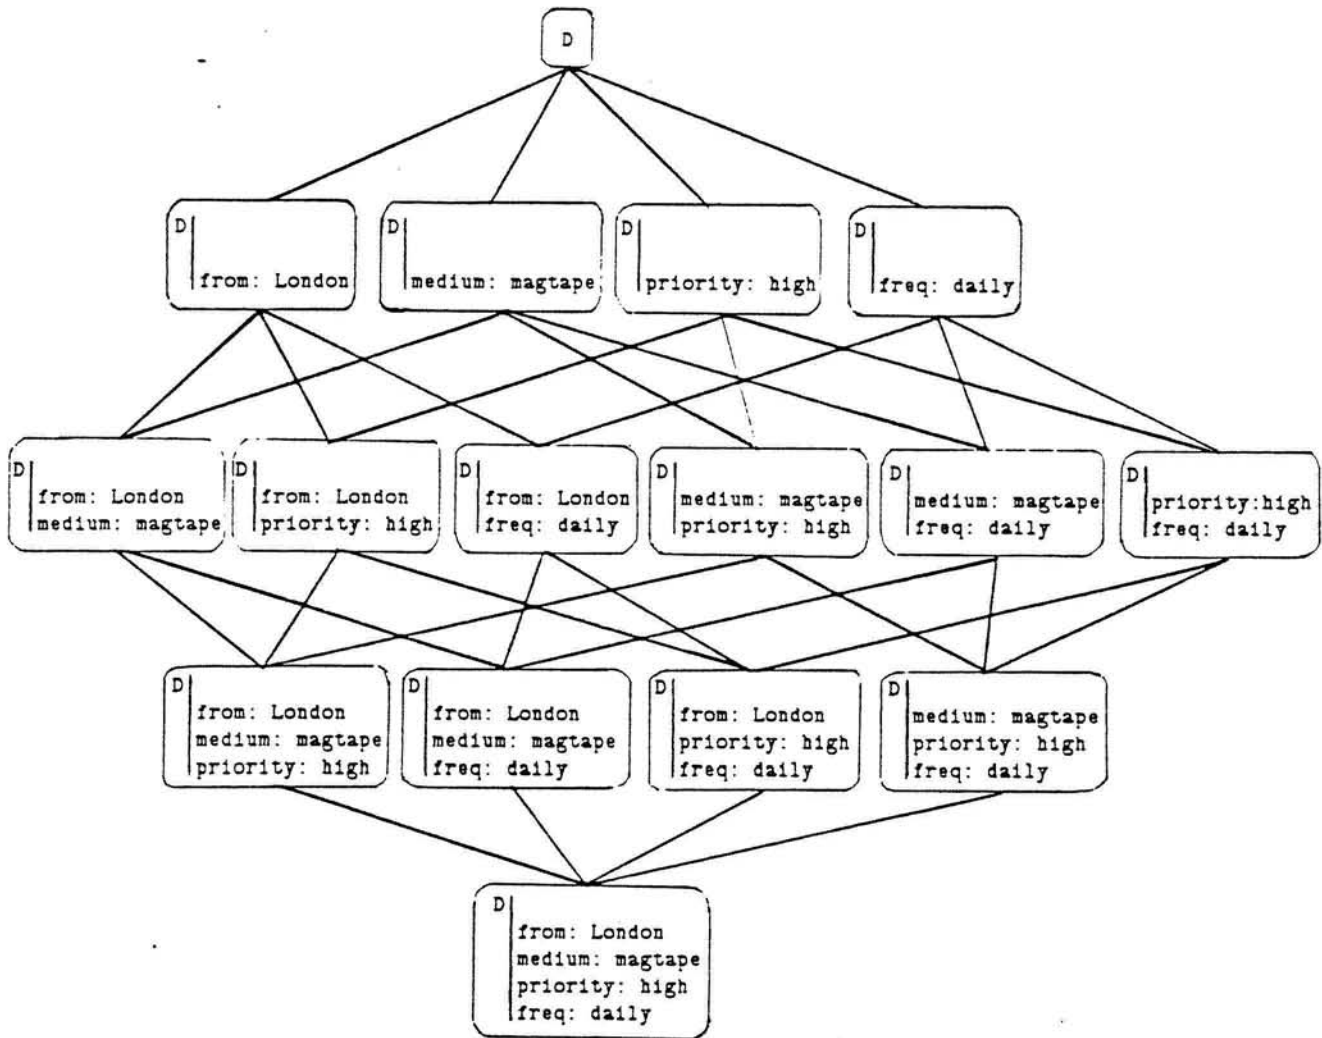 D
D
from: London
D
medium: magtape
D
priority: high
D
freq: daily
D
from: London
medium: magtape
D
from: London
priority: high
D
from: London
freq: daily
D
medium: magtape
priority: high
D
medium: magtape
freq: daily
D
priority:high
freq: daily
D
from: London
medium: magtape
priority: high
D
from: London
medium: magtape
freq: daily
D
from: London
priority: high
freq: daily
D
medium: magtape
priority: high
freq: daily
D
from: London
medium: magtape
priority: high
freq: daily